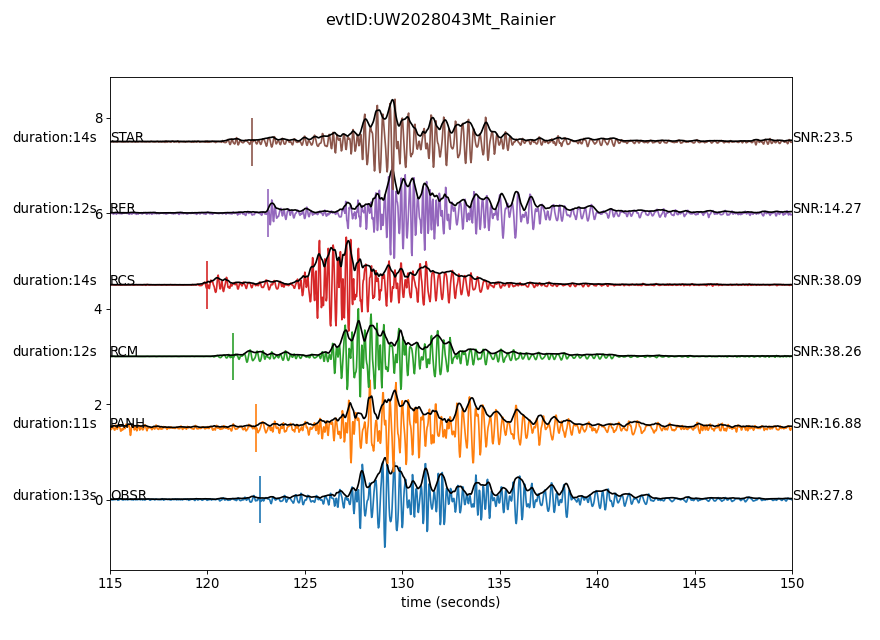 evtID:UW2028043Mt_Rainier
8
duration:14s STAR SNR:23.5
duration:12s RER SNR:14.27
6
duration:14s RCS SNR:38.09
4
duration:12s RCM SNR:38.26
2
duration:11s PANH SNR:16.88
duration:13s OBSR SNR:27.8
0
115 120 125 130 135 140 145 150
time (seconds)